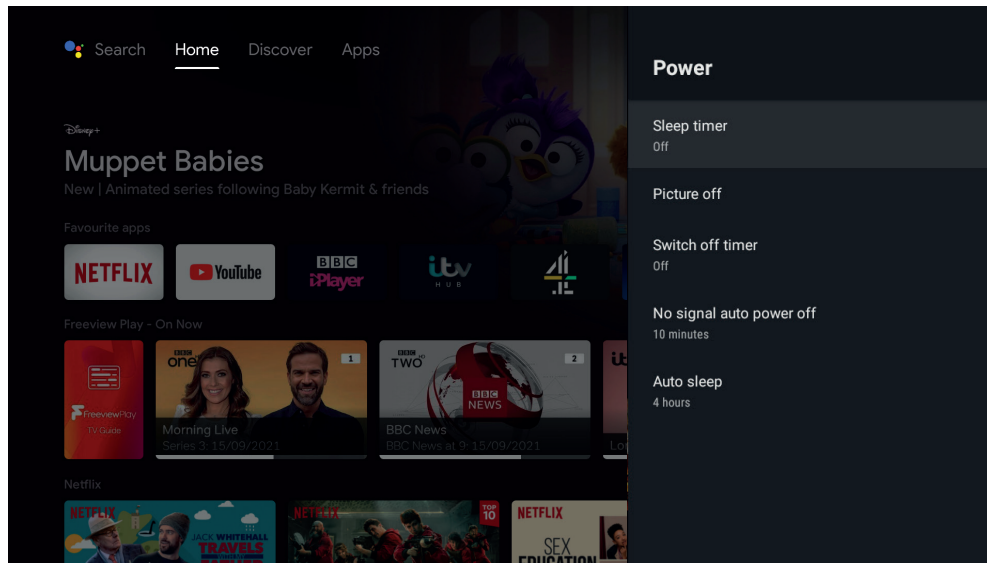 Search Home Discover Apps
Disney+
Muppet Babies
New | Animated series following Baby Kermit & friends
Favourite apps
NETFLIX
YouTube
BBC
iPlayer
itv
HUB
4
Freeview Play - On Now
FreeviewPlay
TV Guide
BBC
one
1
Morning Live
Series 3: 15/09/2021
BBC HD
TWO
2
BBC
NEWS
BBC News
BBC News at 9: 15/09/2021
Netflix
NETFLIX
JACK WHITEHALL
TRAVELS
NETFLIX
TOP
10
NETFLIX
SEX
EDUCATION
Power
Sleep timer
Off
Picture off
Switch off timer
Off
No signal auto power off
10 minutes
Auto sleep
4 hours